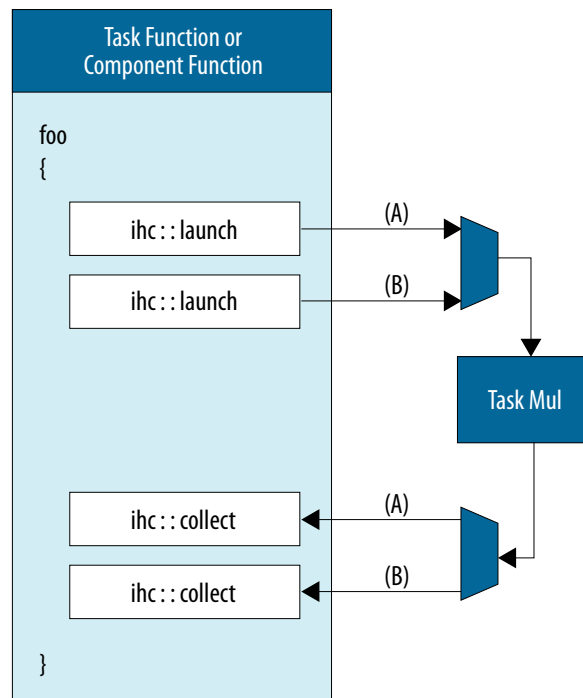 Task Function or
Component Function
foo
{
ihc : : launch
(A)
ihc : : launch
(B)
Task Mul
ihc : : collect
(A)
ihc : : collect
(B)
}